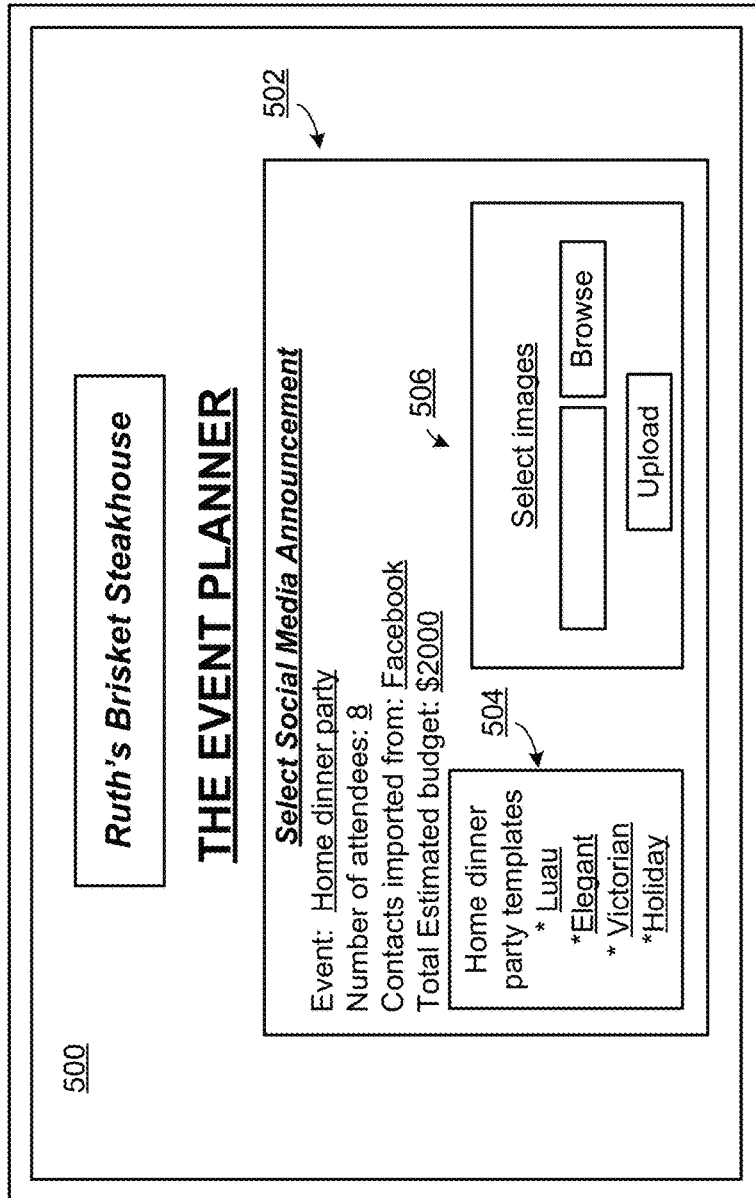 500
Ruth's Brisket Steakhouse
THE EVENT PLANNER
502
Select Social Media Announcement
Event: Home dinner party
Number of attendees: 8
Contacts imported from: Facebook
Total Estimated budget: $2000
504
Home dinner
party templates
* Luau
*Elegant
* Victorian
*Holiday
506
Select images
Browse
Upload